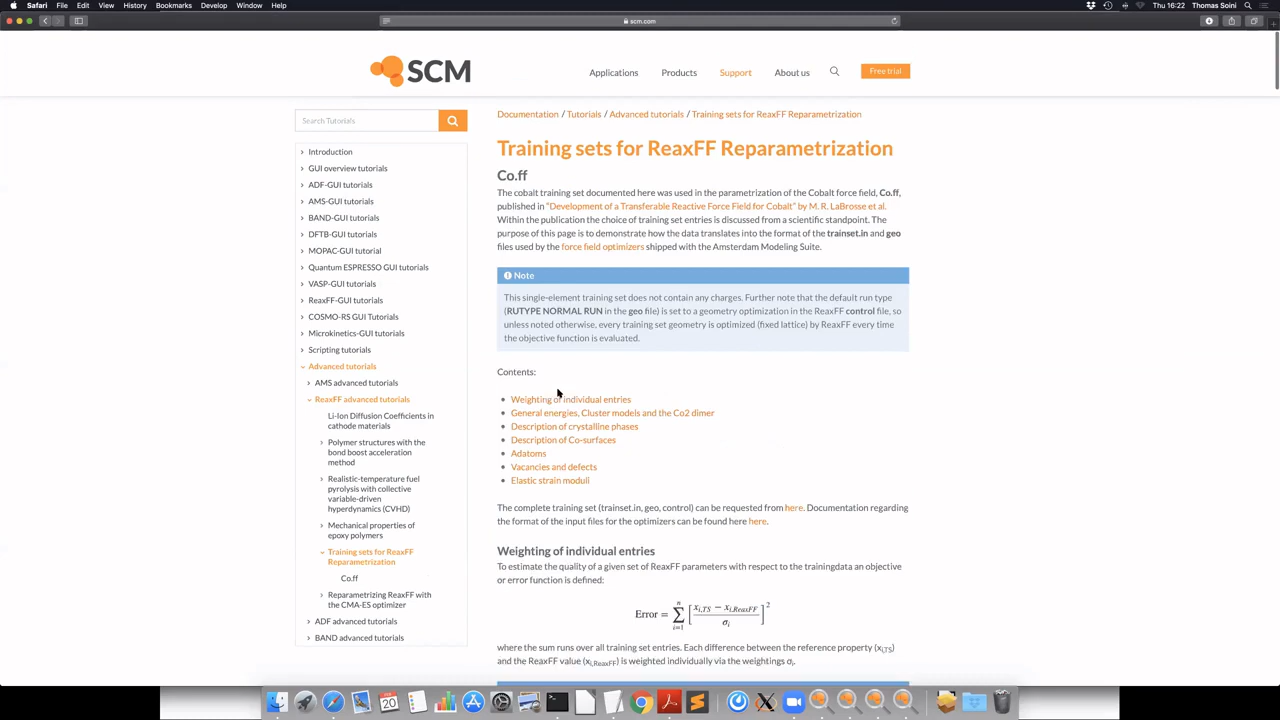 Safari File Edit View History Bookmarks Develop Window Help
Thu 16:22 Thomas Soini
scm.com
SCM
Applications Products Support About us Free trial
Search Tutorials
Introduction
GUI overview tutorials
ADF-GUI tutorials
AMS-GUI tutorials
BAND-GUI tutorials
DFTB-GUI tutorials
MOPAC-GUI tutorial
Quantum ESPRESSO GUI tutorials
VASP-GUI tutorials
ReaxFF-GUI tutorials
COSMO-RS GUI Tutorials
Microkinetics-GUI tutorials
Scripting tutorials
Advanced tutorials
AMS advanced tutorials
ReaxFF advanced tutorials
Li-Ion Diffusion Coefficients in
cathode materials
Polymer structures with the
bond boost acceleration
method
Realistic-temperature fuel
pyrolysis with collective
variable-driven
hyperdynamics (CVHD)
Mechanical properties of
epoxy polymers
Training sets for ReaxFF
Reparametrization
Co.ff
Reparametrizing ReaxFF with
the CMA-ES optimizer
ADF advanced tutorials
BAND advanced tutorials
Documentation / Tutorials / Advanced tutorials / Training sets for ReaxFF Reparametrization
Training sets for ReaxFF Reparametrization
Co.ff
The cobalt training set documented here was used in the parametrization of the Cobalt force field, Co.ff,
published in "Development of a Transferable Reactive Force Field for Cobalt" by M. R. LaBrosse et al.
Within the publication the choice of training set entries is discussed from a scientific standpoint. The
purpose of this page is to demonstrate how the data translates into the format of the trainset.in and geo
files used by the force field optimizers shipped with the Amsterdam Modeling Suite.
Note
This single-element training set does not contain any charges. Further note that the default run type
(RUTYPE NORMAL RUN in the geo file) is set to a geometry optimization in the ReaxFF control file, so
unless noted otherwise, every training set geometry is optimized (fixed lattice) by ReaxFF every time
the objective function is evaluated.
Contents:
Weighting of individual entries
General energies, Cluster models and the Co2 dimer
Description of crystalline phases
Description of Co-surfaces
Adatoms
Vacancies and defects
Elastic strain moduli
The complete training set (trainset.in, geo, control) can be requested from here. Documentation regarding
the format of the input files for the optimizers can be found here here.
Weighting of individual entries
To estimate the quality of a given set of ReaxFF parameters with respect to the trainingdata an objective
or error function is defined:
Error = ∑ⁿᵢ₌₁ [(xᵢ,TS − xᵢ,ReaxFF) / σᵢ]²
where the sum runs over all training set entries. Each difference between the reference property (xᵢ,TS)
and the ReaxFF value (xᵢ,ReaxFF) is weighted individually via the weightings σᵢ.
FEB
20